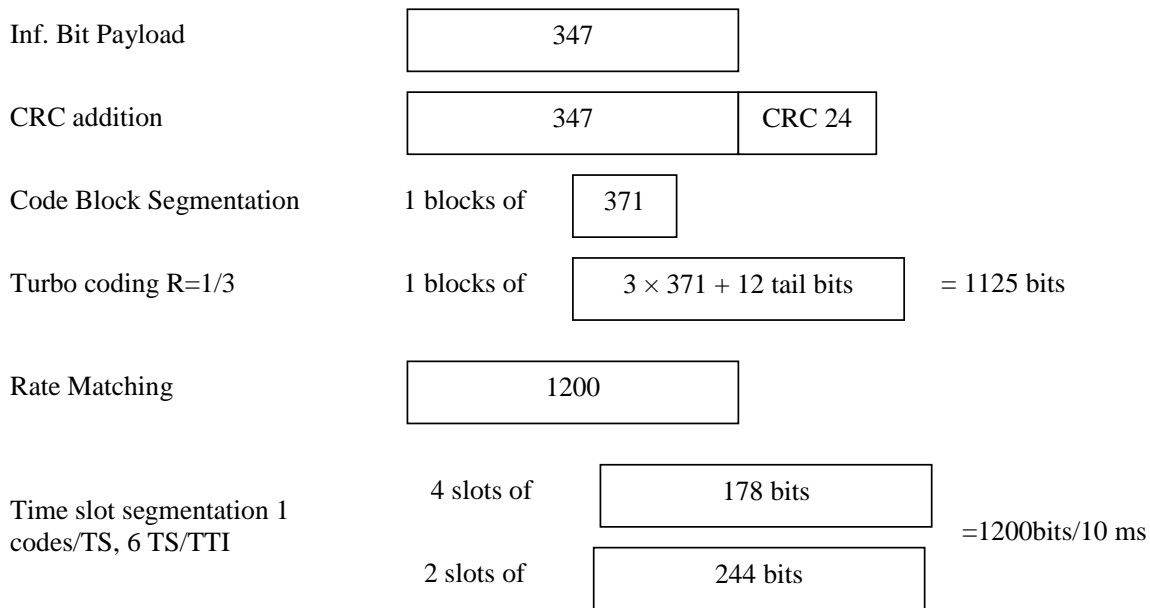 Inf. Bit Payload
347
CRC addition
347
CRC 24
Code Block Segmentation
1 blocks of
371
Turbo coding R=1/3
1 blocks of
3 × 371 + 12 tail bits
= 1125 bits
Rate Matching
1200
Time slot segmentation 1
codes/TS, 6 TS/TTI
4 slots of
178 bits
2 slots of
244 bits
=1200bits/10 ms